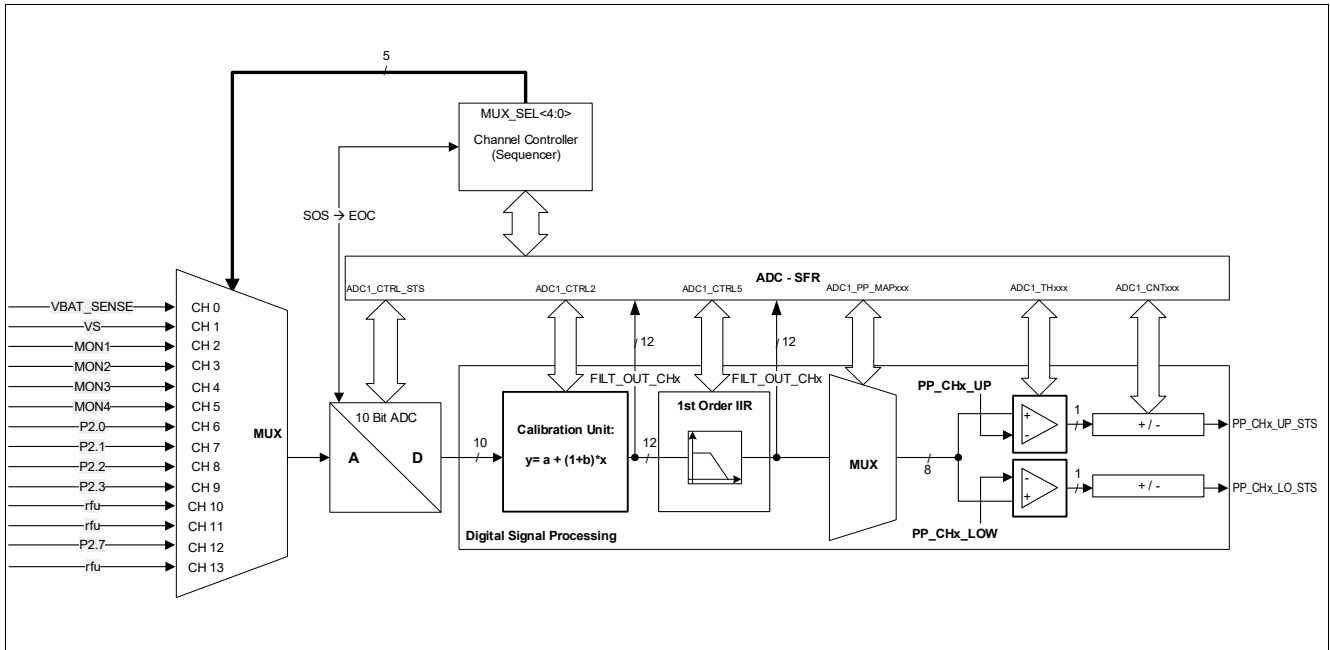 5
MUX_SEL<4:0>
Channel Controller
(Sequencer)
SOS → EOC
ADC - SFR
ADC1_CTRL_STS
ADC1_CTRL2
ADC1_CTRL5
ADC1_PP_MAPxxx
ADC1_THxxx
ADC1_CNTxxx
VBAT_SENSE
CH 0
VS
CH 1
MON1
CH 2
MON2
CH 3
MON3
CH 4
MON4
CH 5
P2.0
CH 6
P2.1
CH 7
P2.2
CH 8
P2.3
CH 9
rfu
CH 10
rfu
CH 11
P2.7
CH 12
rfu
CH 13
MUX
10 Bit ADC
A
D
10
12
12
FILT_OUT_CHx
FILT_OUT_CHx
Calibration Unit:
y= a + (1+b)*x
12
1st Order IIR
MUX
8
PP_CHx_UP
PP_CHx_LOW
+
-
1
+ / -
PP_CHx_UP_STS
-
+
1
+ / -
PP_CHx_LO_STS
Digital Signal Processing